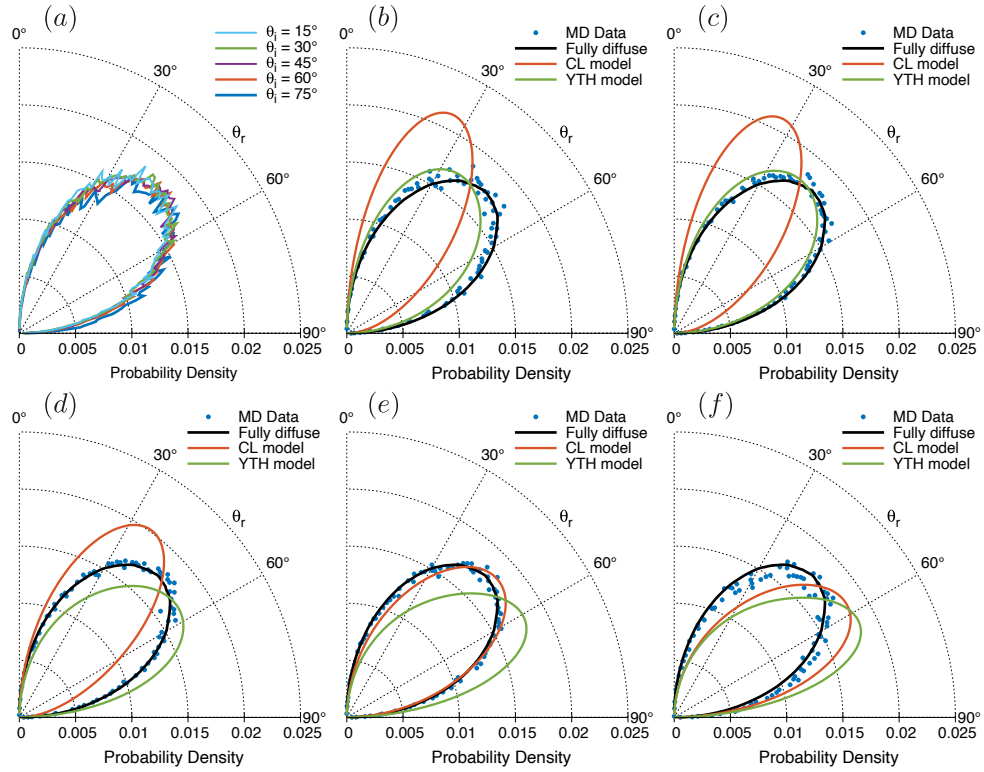 (a)
0°
θi = 15°
θi = 30°
θi = 45°
θi = 60°
θi = 75°
30°
θr
60°
90°
0 0.005 0.01 0.015 0.02 0.025
Probability Density
(b)
0°
MD Data
Fully diffuse
CL model
YTH model
30°
θr
60°
90°
0 0.005 0.01 0.015 0.02 0.025
Probability Density
(c)
0°
MD Data
Fully diffuse
CL model
YTH model
30°
θr
60°
90°
0 0.005 0.01 0.015 0.02 0.025
Probability Density
(d)
0°
MD Data
Fully diffuse
CL model
YTH model
30°
θr
60°
90°
0 0.005 0.01 0.015 0.02 0.025
Probability Density
(e)
0°
MD Data
Fully diffuse
CL model
YTH model
30°
θr
60°
90°
0 0.005 0.01 0.015 0.02 0.025
Probability Density
(f)
0°
MD Data
Fully diffuse
CL model
YTH model
30°
θr
60°
90°
0 0.005 0.01 0.015 0.02 0.025
Probability Density